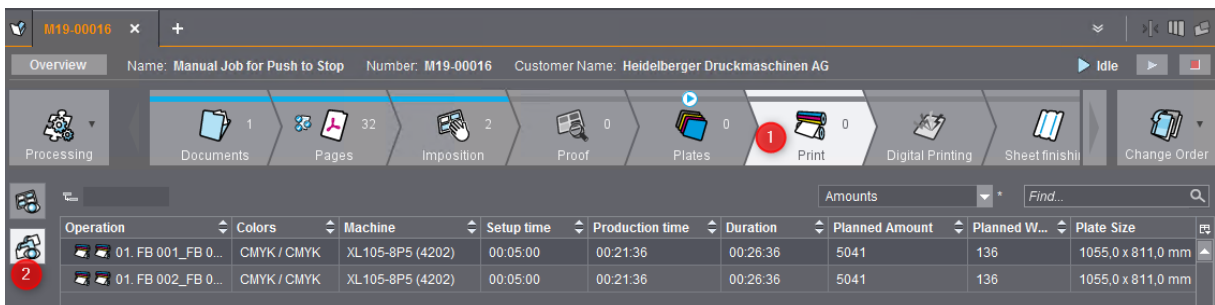 M19-00016 × +
Overview Name: Manual Job for Push to Stop Number: M19-00016 Customer Name: Heidelberger Druckmaschinen AG Idle
1 32 2 0 0 1 0
Processing Documents Pages Imposition Proof Plates Print Digital Printing Sheet finishi Change Order
Amounts * Find...
Operation Colors Machine Setup time Production time Duration Planned Amount Planned W... Plate Size
01. FB 001_FB 0... CMYK / CMYK XL105-8P5 (4202) 00:05:00 00:21:36 00:26:36 5041 136 1055,0 x 811,0 mm
2
01. FB 002_FB 0... CMYK / CMYK XL105-8P5 (4202) 00:05:00 00:21:36 00:26:36 5041 136 1055,0 x 811,0 mm